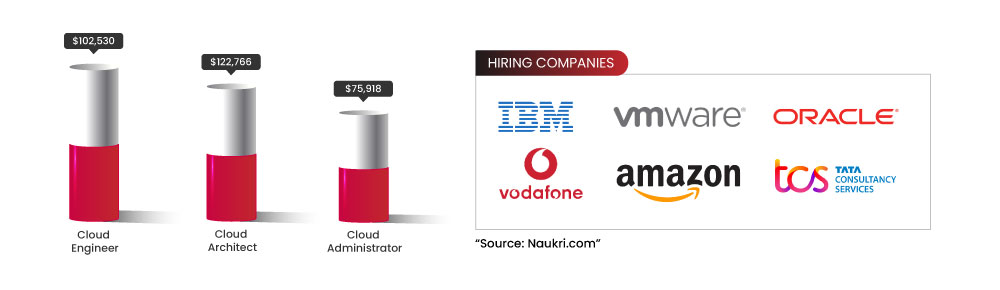 $102,530
$122,766
$75,918
Cloud
Engineer
Cloud
Architect
Cloud
Administrator
HIRING COMPANIES
IBM
vmware®
ORACLE®
vodafone
amazon
tcs TATA
CONSULTANCY
SERVICES
“Source: Naukri.com”